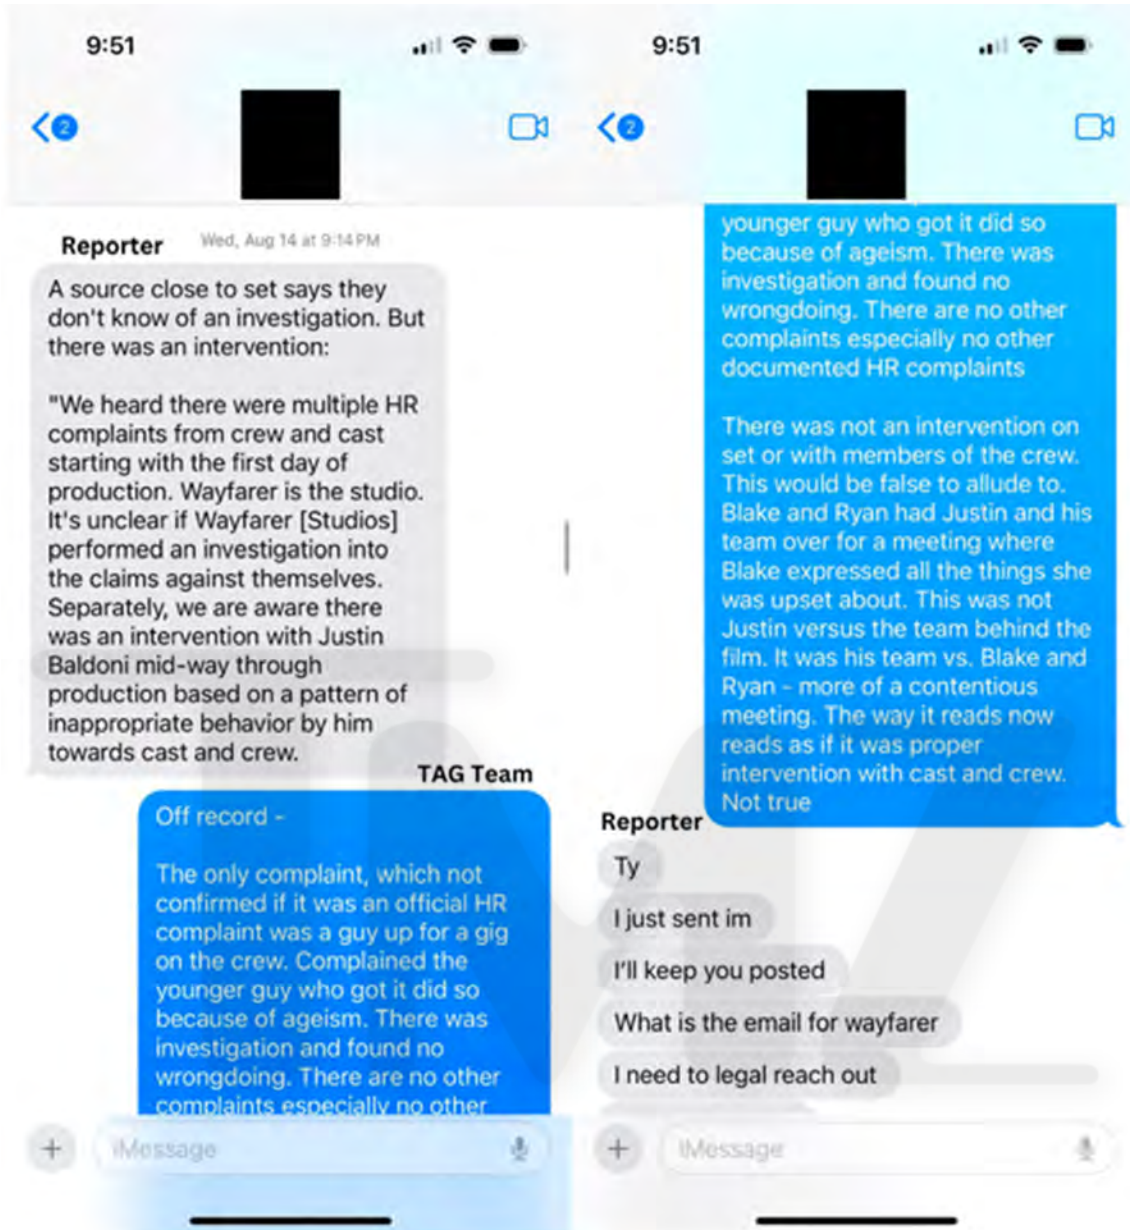 9:51
2
Reporter
Wed, Aug 14 at 9:14 PM
A source close to set says they
don't know of an investigation. But
there was an intervention:
"We heard there were multiple HR
complaints from crew and cast
starting with the first day of
production. Wayfarer is the studio.
It's unclear if Wayfarer [Studios]
performed an investigation into
the claims against themselves.
Separately, we are aware there
was an intervention with Justin
Baldoni mid-way through
production based on a pattern of
inappropriate behavior by him
towards cast and crew.
TAG Team
Off record -
The only complaint, which not
confirmed if it was an official HR
complaint was a guy up for a gig
on the crew. Complained the
younger guy who got it did so
because of ageism. There was
investigation and found no
wrongdoing. There are no other
complaints especially no other
iMessage
9:51
2
younger guy who got it did so
because of ageism. There was
investigation and found no
wrongdoing. There are no other
complaints especially no other
documented HR complaints
There was not an intervention on
set or with members of the crew.
This would be false to allude to.
Blake and Ryan had Justin and his
team over for a meeting where
Blake expressed all the things she
was upset about. This was not
Justin versus the team behind the
film. It was his team vs. Blake and
Ryan - more of a contentious
meeting. The way it reads now
reads as if it was proper
intervention with cast and crew.
Not true
Reporter
Ty
I just sent im
I'll keep you posted
What is the email for wayfarer
I need to legal reach out
iMessage
TMZ